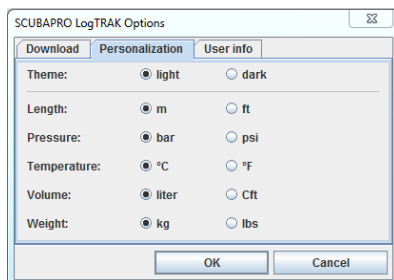 SCUBAPRO LogTRAK Options
Download Personalization User info
Theme: light dark
Length: m ft
Pressure: bar psi
Temperature: °C °F
Volume: liter Cft
Weight: kg lbs
OK Cancel